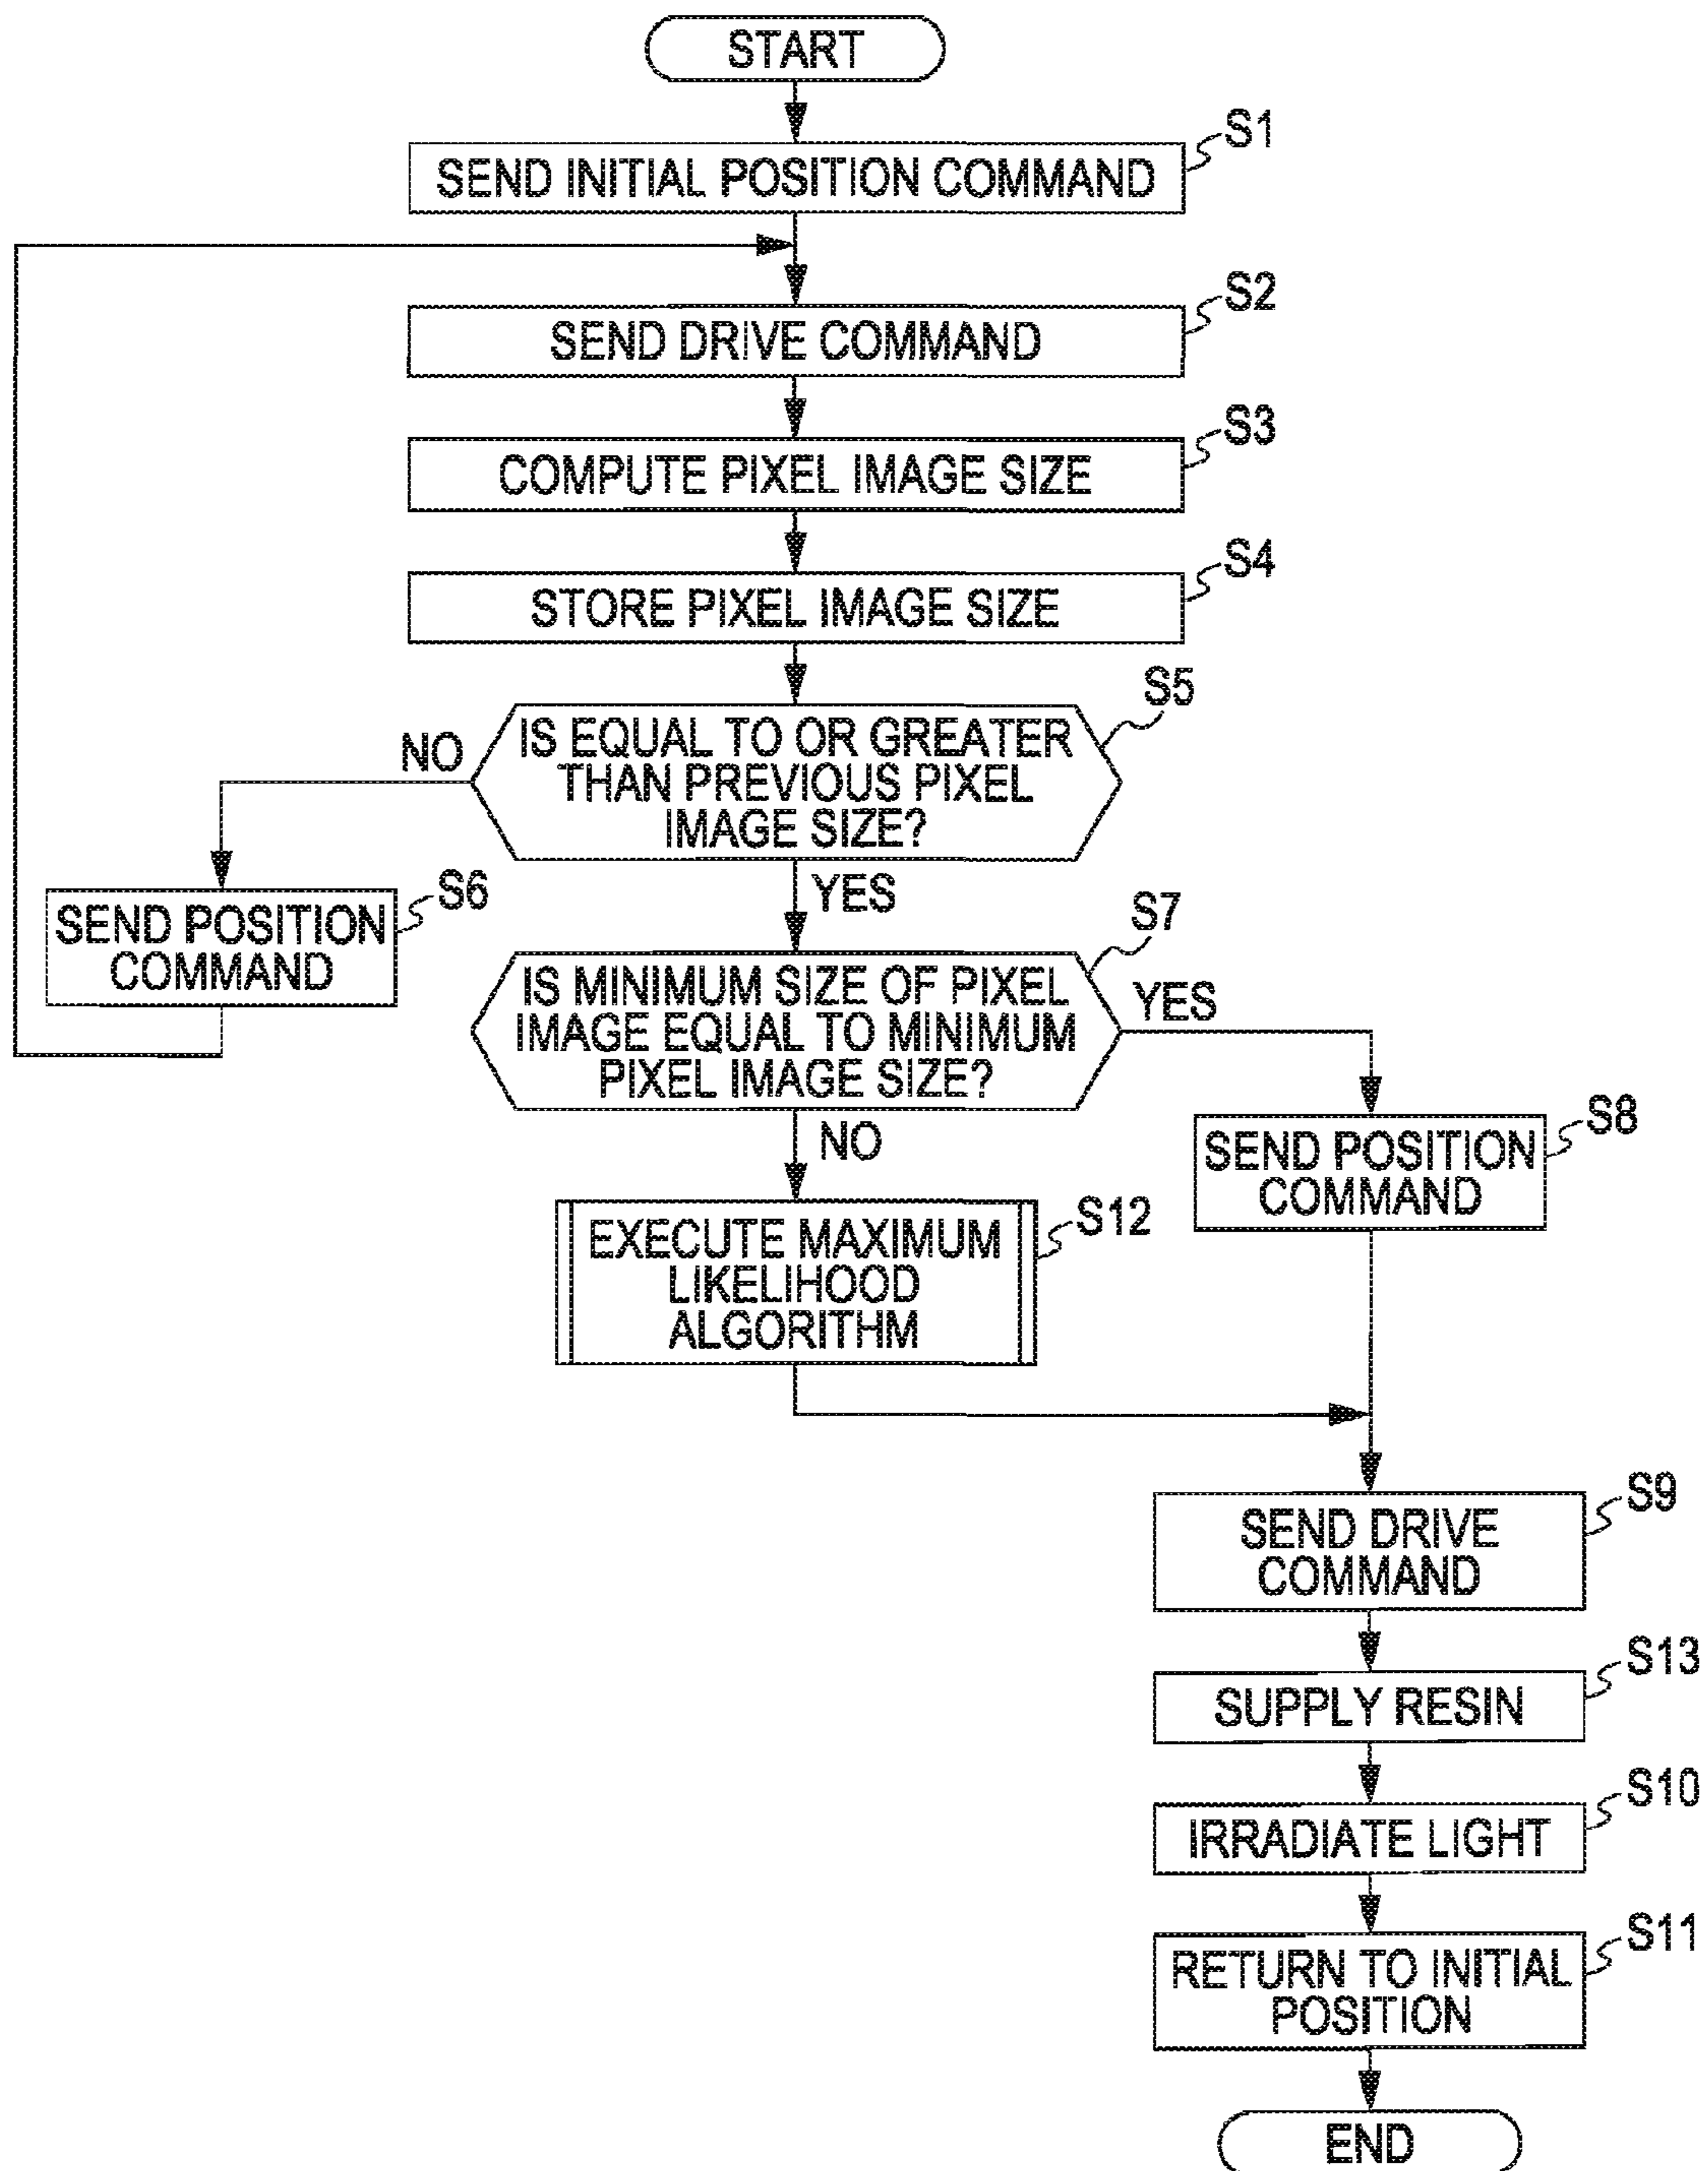 START
S1
SEND INITIAL POSITION COMMAND
S2
SEND DRIVE COMMAND
S3
COMPUTE PIXEL IMAGE SIZE
S4
STORE PIXEL IMAGE SIZE
S5
IS EQUAL TO OR GREATER
THAN PREVIOUS PIXEL
IMAGE SIZE?
NO
YES
S6
SEND POSITION
COMMAND
S7
IS MINIMUM SIZE OF PIXEL
IMAGE EQUAL TO MINIMUM
PIXEL IMAGE SIZE?
YES
NO
S8
SEND POSITION
COMMAND
S12
EXECUTE MAXIMUM
LIKELIHOOD
ALGORITHM
S9
SEND DRIVE
COMMAND
S13
SUPPLY RESIN
S10
IRRADIATE LIGHT
S11
RETURN TO INITIAL
POSITION
END